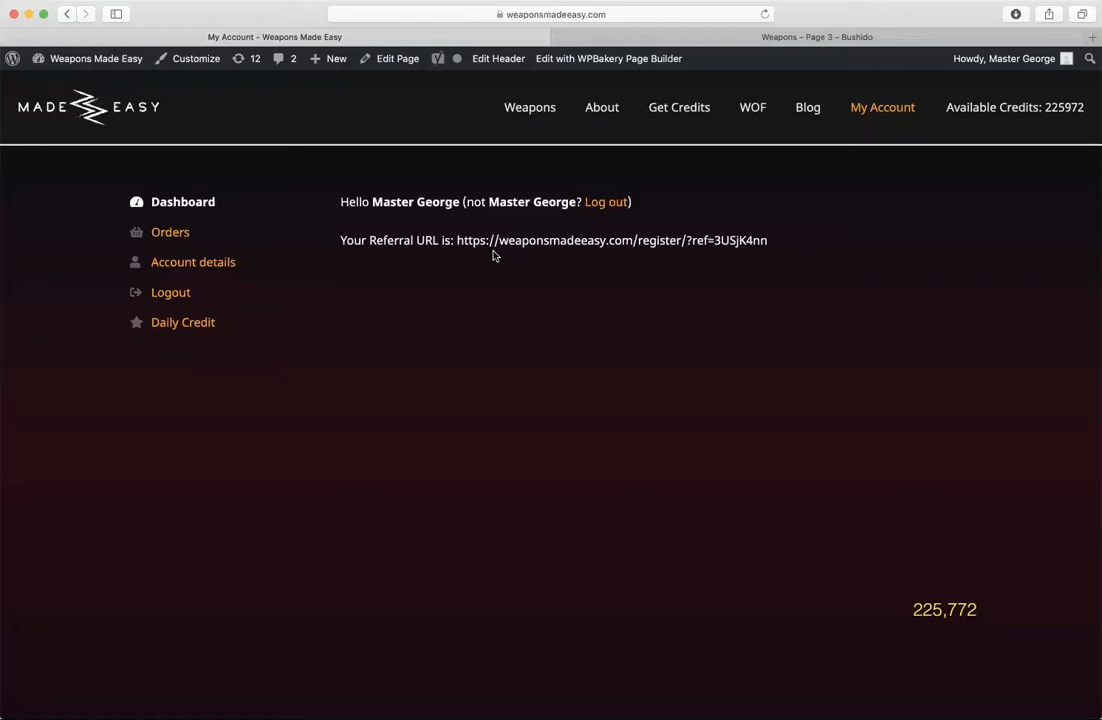 weaponsmadeeasy.com
My Account - Weapons Made Easy
Weapons – Page 3 – Bushido
Weapons Made Easy Customize 12 2 New Edit Page Edit Header Edit with WPBakery Page Builder Howdy, Master George
MADE EASY
Weapons About Get Credits WOF Blog My Account Available Credits: 225972
Dashboard
Orders
Account details
Logout
Daily Credit
Hello Master George (not Master George? Log out)
Your Referral URL is: https://weaponsmadeeasy.com/register/?ref=3USjK4nn
225,772